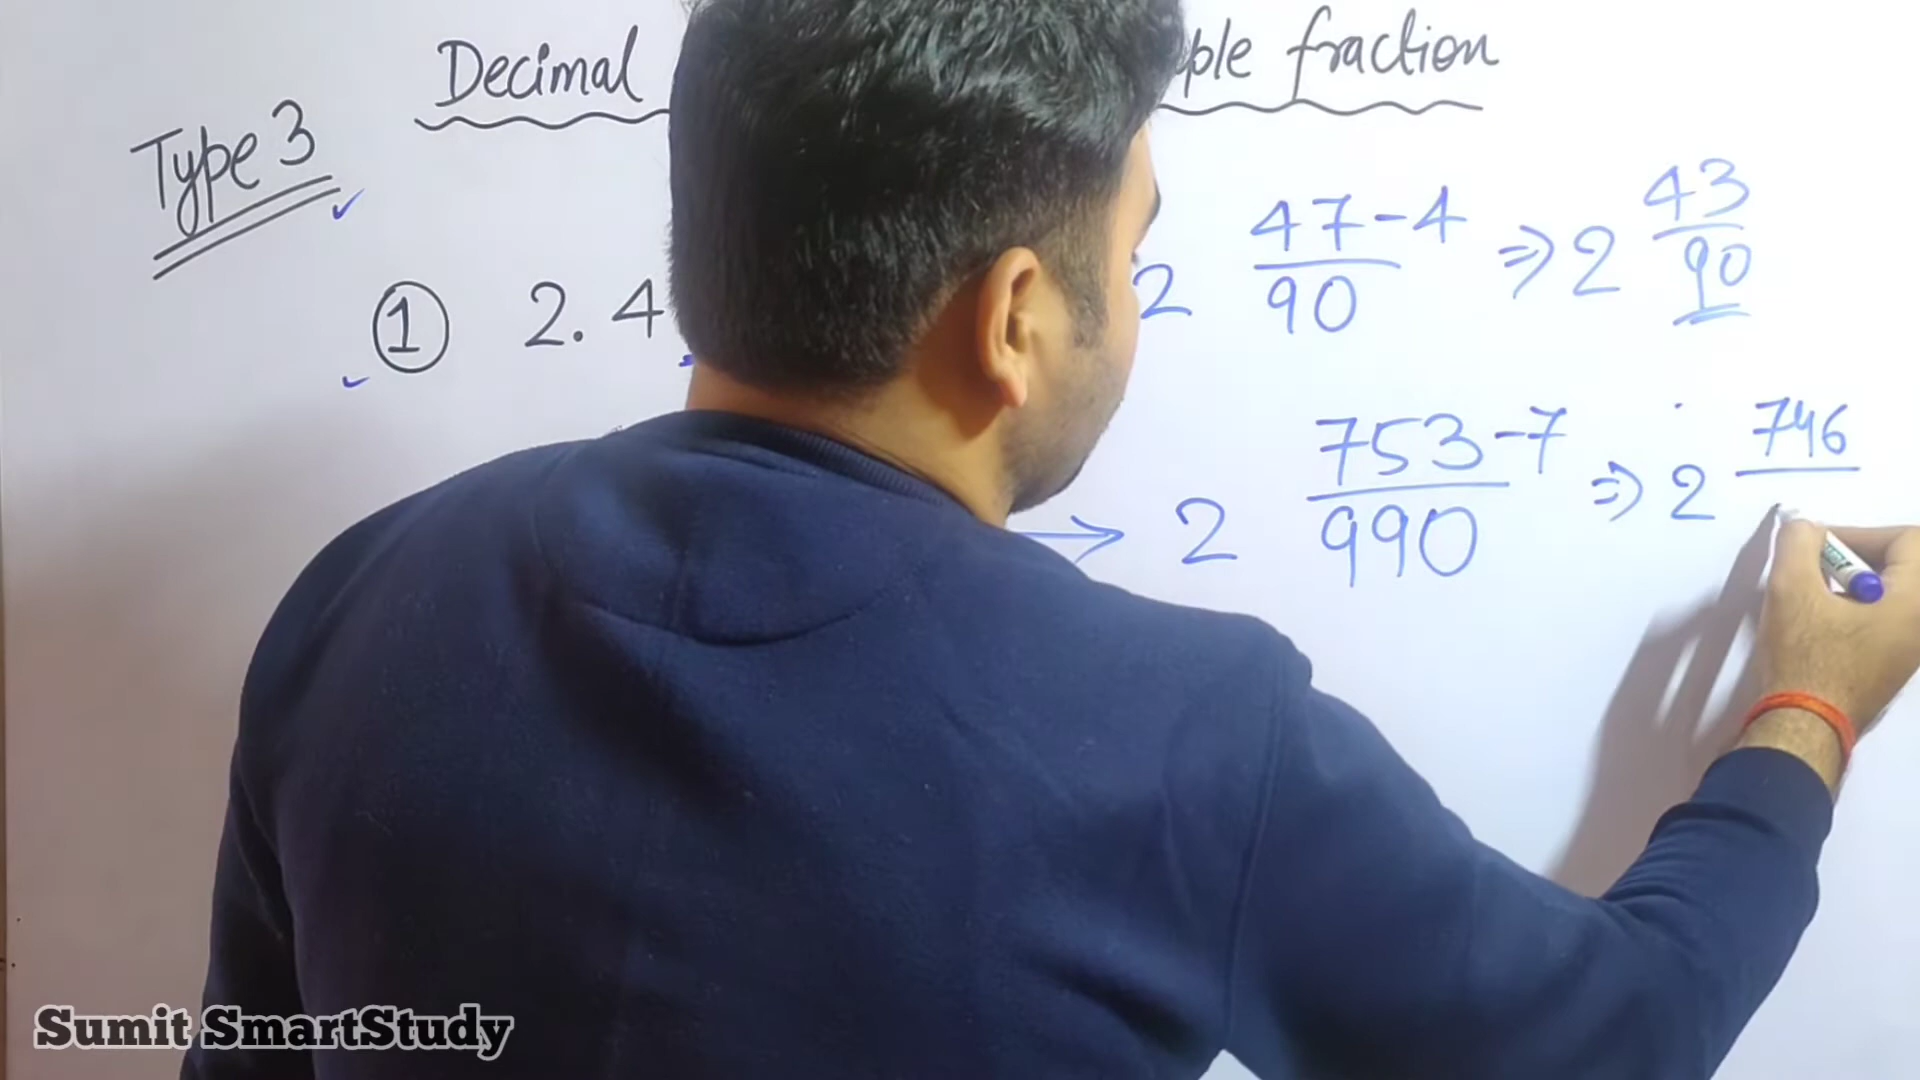 Decimal ple fraction
Type 3
① 2.4 2 47-4/90 ⇒ 2 43/90
→ 2 753-7/990 ⇒ 2 746
Sumit SmartStudy